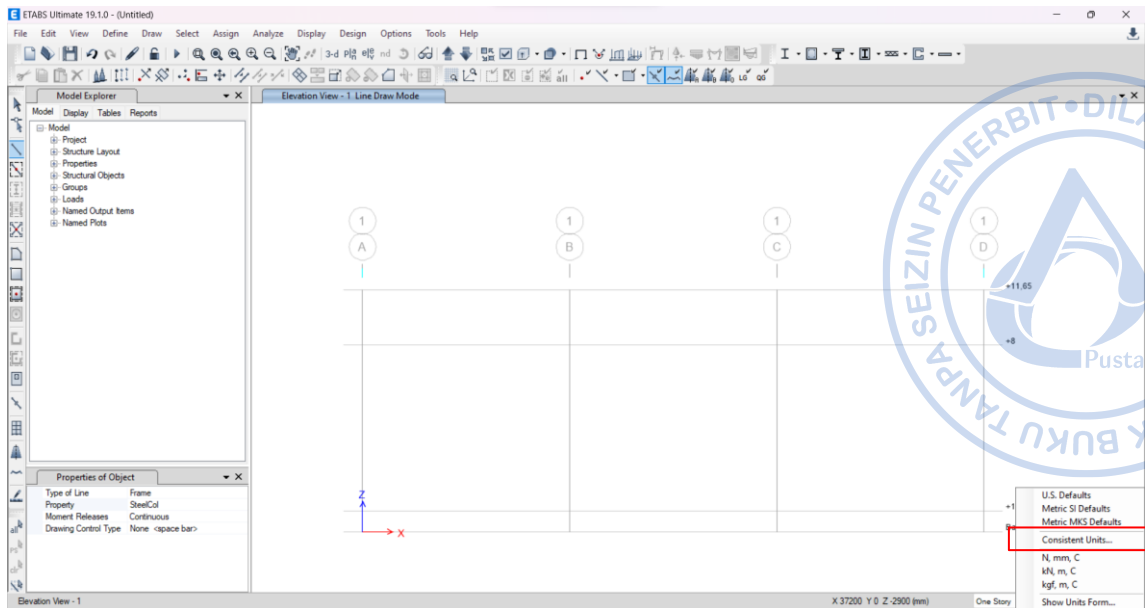 ETABS Ultimate 19.1.0 - (Untitled)
File Edit View Define Draw Select Assign Analyze Display Design Options Tools Help
3-d nd
Model Explorer
Elevation View - 1 Line Draw Mode
Model Display Tables Reports
Model
Project
Structure Layout
Properties
Structural Objects
Groups
Loads
Named Output Items
Named Plots
1 1 1 1
A B C D
+11.65
+8
+1
Z
X
Properties of Object
Type of Line Frame
Property SteelCol
Moment Releases Continuous
Drawing Control Type None <space bar>
U.S. Defaults
Metric SI Defaults
Metric MKS Defaults
Consistent Units...
N, mm, C
kN, m, C
kgf, m, C
Show Units Form...
Elevation View - 1
X 37200 Y 0 Z -2900 (mm)
One Story
SEIZIN PENERBIT • DILA
Pusta
K BUKU TANPA